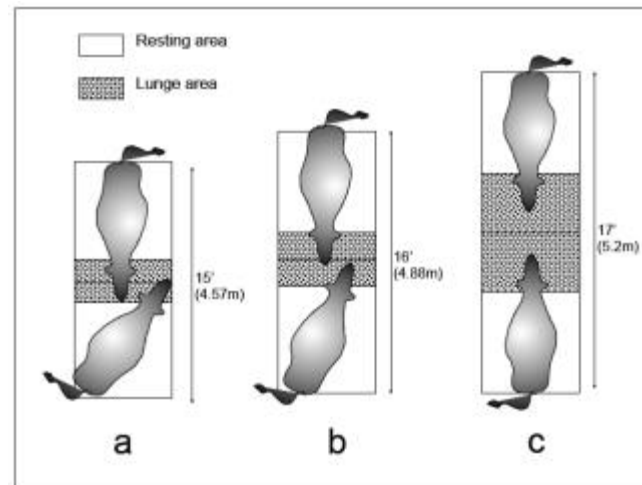 Resting area
Lunge area
15'
(4.57m)
16'
(4.88m)
17'
(5.2m)
a
b
c